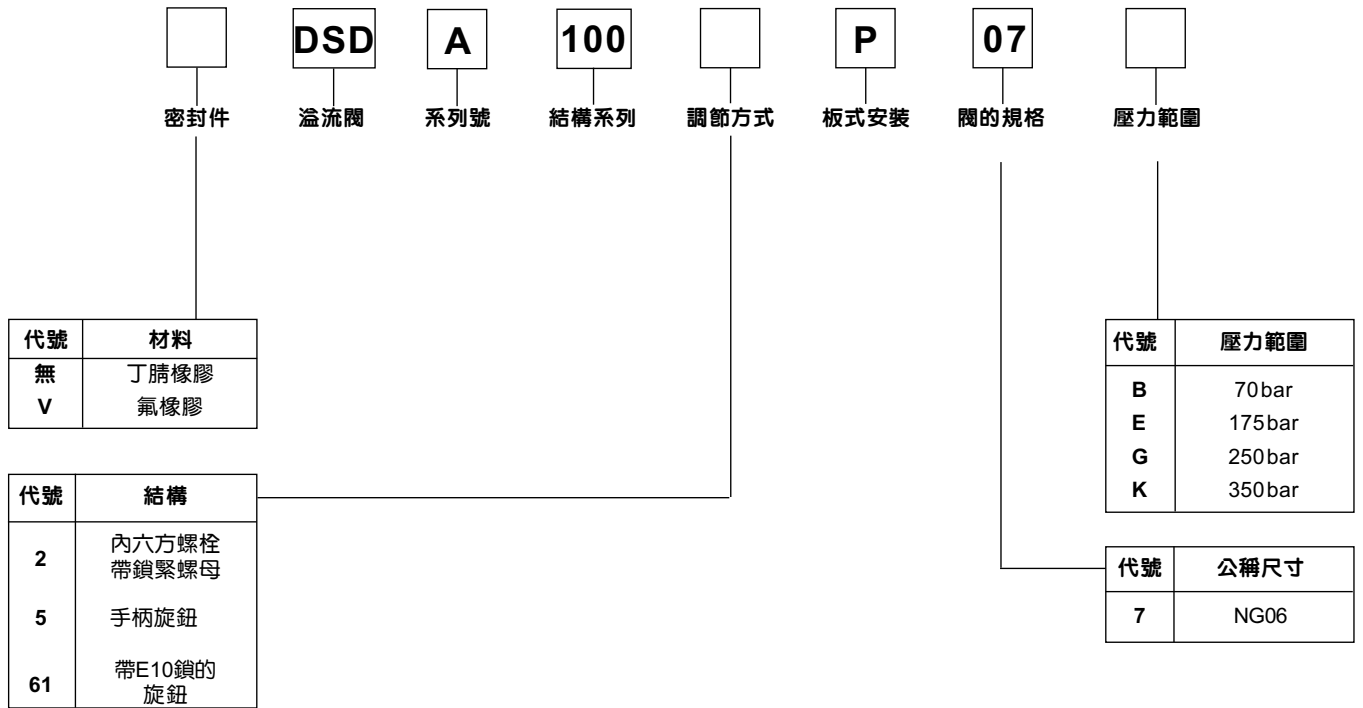 DSD A 100 P 07
密封件 溢流閥 系列號 結構系列 調節方式 板式安裝 閥的規格 壓力範圍
代號 材料
無 丁腈橡膠
V 氟橡膠
代號 結構
2 內六方螺栓
帶鎖緊螺母
5 手柄旋鈕
61 帶E10鎖的
旋鈕
代號 壓力範圍
B 70bar
E 175bar
G 250bar
K 350bar
代號 公稱尺寸
7 NG06